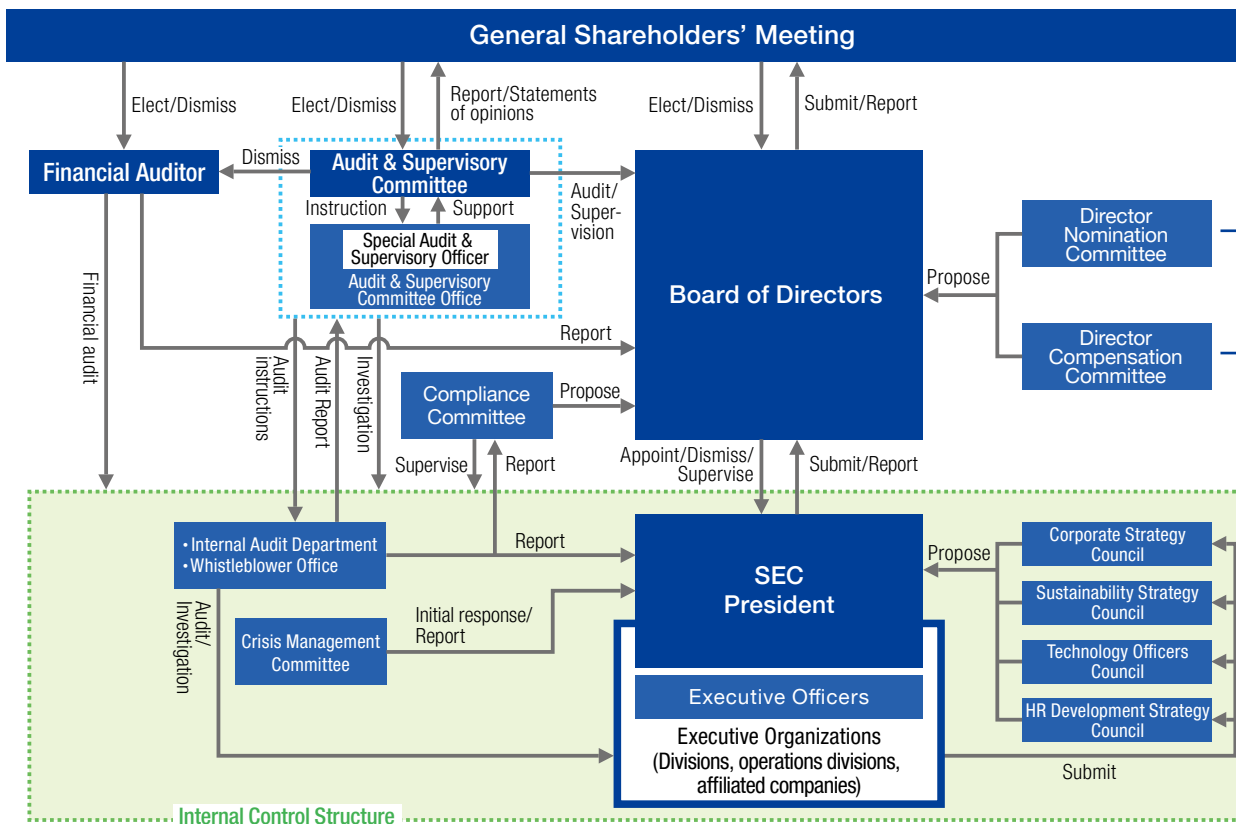 General Shareholders' Meeting
Elect/Dismiss
Elect/Dismiss
Report/Statements
of opinions
Elect/Dismiss
Submit/Report
Financial Auditor
Dismiss
Audit & Supervisory
Committee
Audit/
Super-
vision
Instruction
Support
Special Audit &
Supervisory Officer
Audit & Supervisory
Committee Office
Board of Directors
Propose
Director
Nomination
Committee
Director
Compensation
Committee
Financial audit
Report
Audit
instructions
Audit Report
Investigation
Compliance
Committee
Propose
Supervise
Report
Appoint/Dismiss/
Supervise
Submit/Report
• Internal Audit Department
• Whistleblower Office
Report
SEC
President
Propose
Corporate Strategy
Council
Sustainability Strategy
Council
Technology Officers
Council
HR Development Strategy
Council
Audit/
Investigation
Crisis Management
Committee
Initial response/
Report
Executive Officers
Executive Organizations
(Divisions, operations divisions,
affiliated companies)
Submit
Internal Control Structure